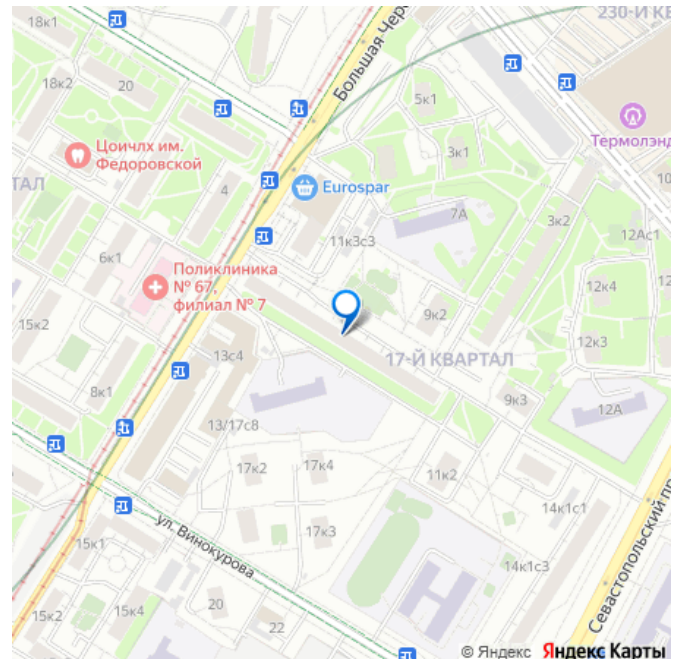 18к1
230-Й КВ
Большая Чер
20
18к2
5к1
Термолэнд
Цоичлх им.
Федоровской
3к1
Eurospar
10
ТАЛ
4
7А
3к2
12Ас1
11к3с3
6к1
Поликлиника
№ 67,
филиал № 7
12к4
9к2
15к2
12к3
13с4
17-Й КВАРТАЛ
8к1
9к3
12А
13/17с8
17к2
17к4
11к2
14к1с1
ул. Винокурова
17к3
15к1
14к1с3
Севастопольский пр
20
15к2
15к4
22
© Яндекс Яндекс Карты